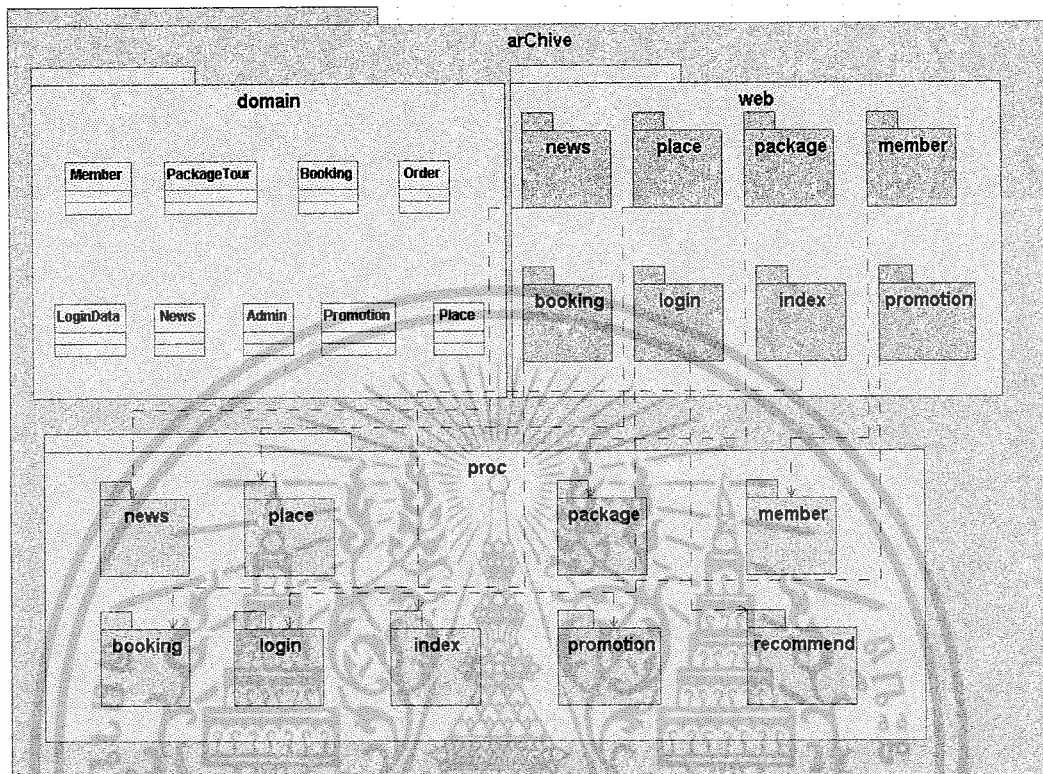 arChive
domain
Member PackageTour Booking Order
LoginData News Admin Promotion Place
web
news place package member
booking login index promotion
proc
news place package member
booking login index promotion recommend